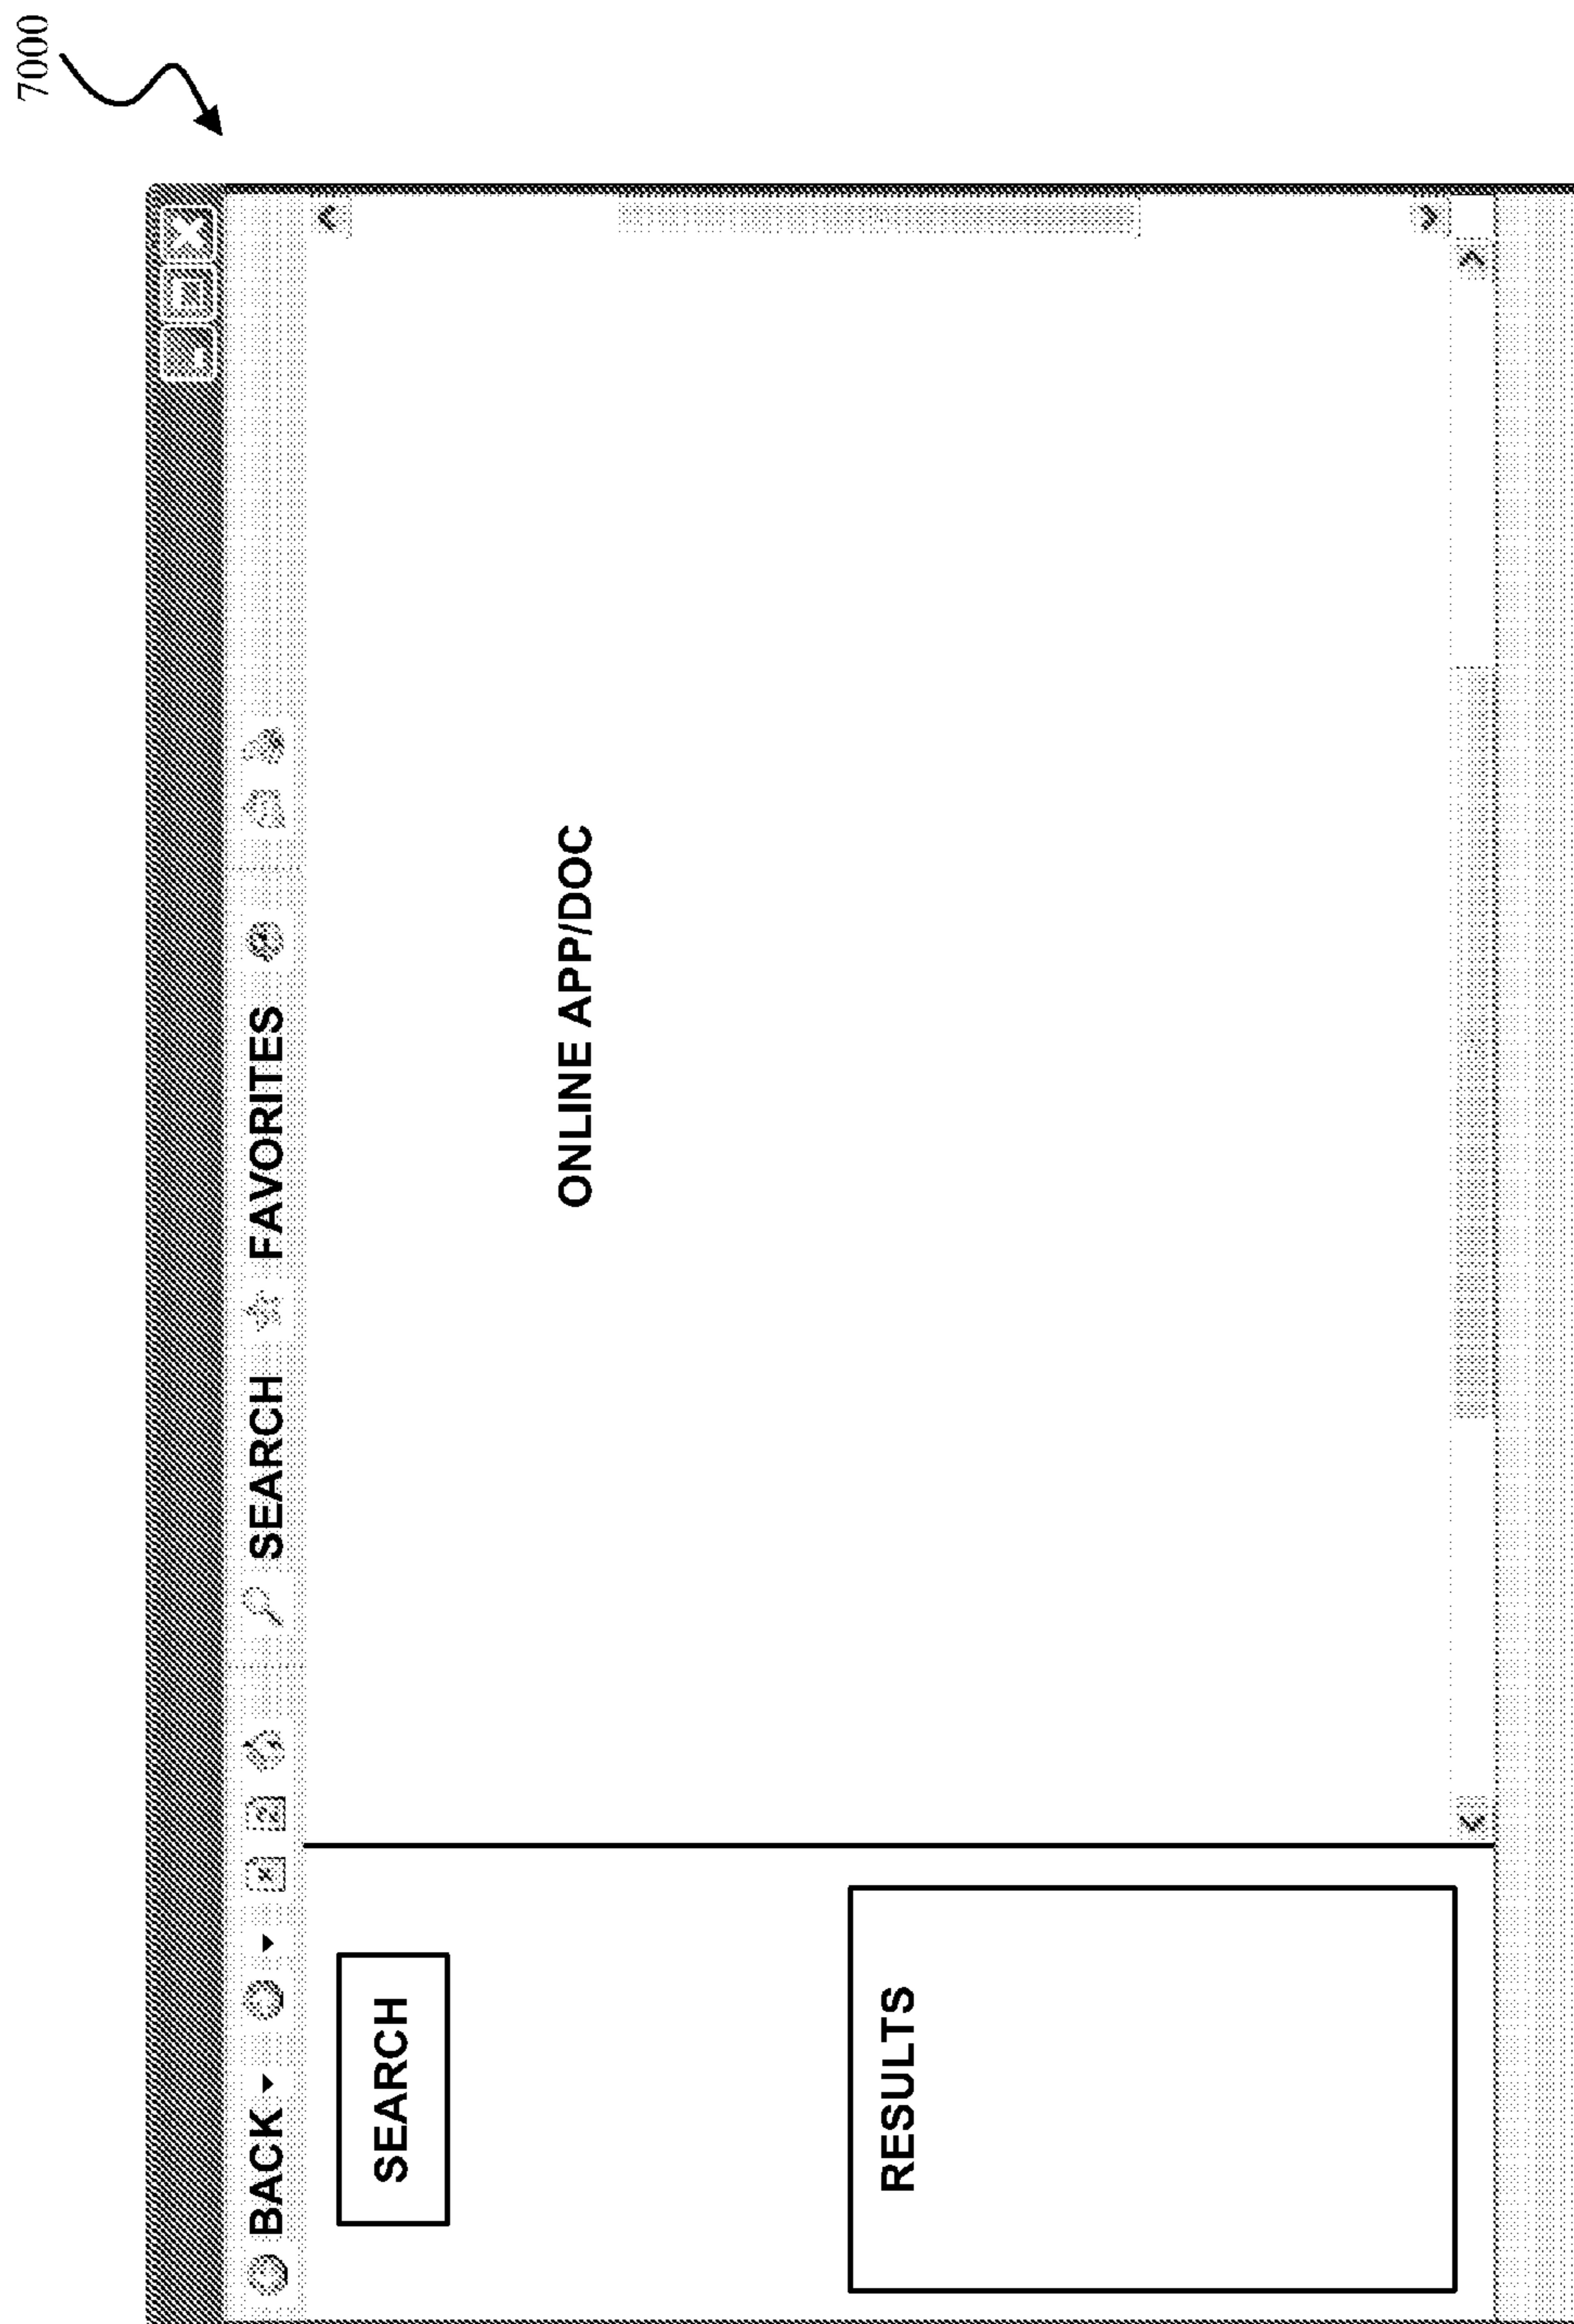 7000
BACK SEARCH FAVORITES
SEARCH
ONLINE APP/DOC
RESULTS